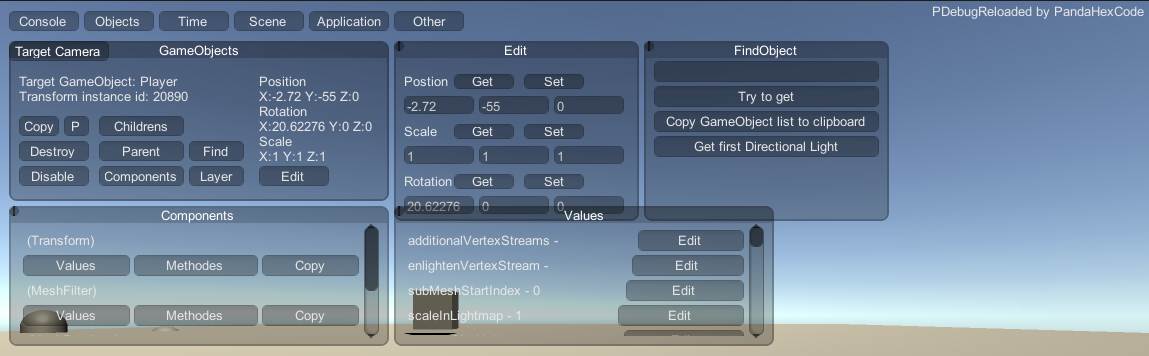 Console Objects Time Scene Application Other
PDebugReloaded by PandaHexCode
Target Camera GameObjects
Target GameObject: Player
Transform instance id: 20890
Position
X:-2.72 Y:-55 Z:0
Rotation
X:20.62276 Y:0 Z:0
Scale
X:1 Y:1 Z:1
Copy P Childrens
Destroy Parent Find
Disable Components Layer Edit
Edit
Postion Get Set
-2.72 -55 0
Scale Get Set
1 1 1
Rotation Get Set
20.62276 0 0
FindObject
Try to get
Copy GameObject list to clipboard
Get first Directional Light
Components
(Transform)
Values Methodes Copy
(MeshFilter)
Values Methodes Copy
Values
additionalVertexStreams - Edit
enlightenVertexStream - Edit
subMeshStartIndex - 0 Edit
scaleInLightmap - 1 Edit